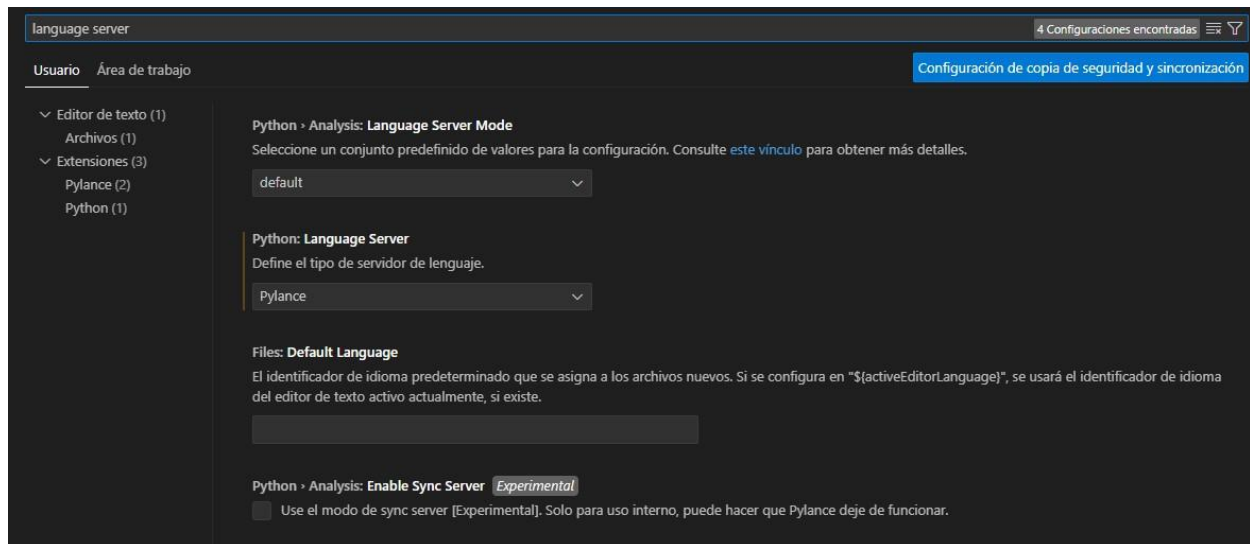 language server
4 Configuraciones encontradas
Usuario Área de trabajo
Configuración de copia de seguridad y sincronización
Editor de texto (1)
Archivos (1)
Extensiones (3)
Pylance (2)
Python (1)
Python › Analysis: Language Server Mode
Seleccione un conjunto predefinido de valores para la configuración. Consulte este vínculo para obtener más detalles.
default
Python: Language Server
Define el tipo de servidor de lenguaje.
Pylance
Files: Default Language
El identificador de idioma predeterminado que se asigna a los archivos nuevos. Si se configura en "${activeEditorLanguage}", se usará el identificador de idioma
del editor de texto activo actualmente, si existe.
Python › Analysis: Enable Sync Server Experimental
Use el modo de sync server [Experimental]. Solo para uso interno, puede hacer que Pylance deje de funcionar.